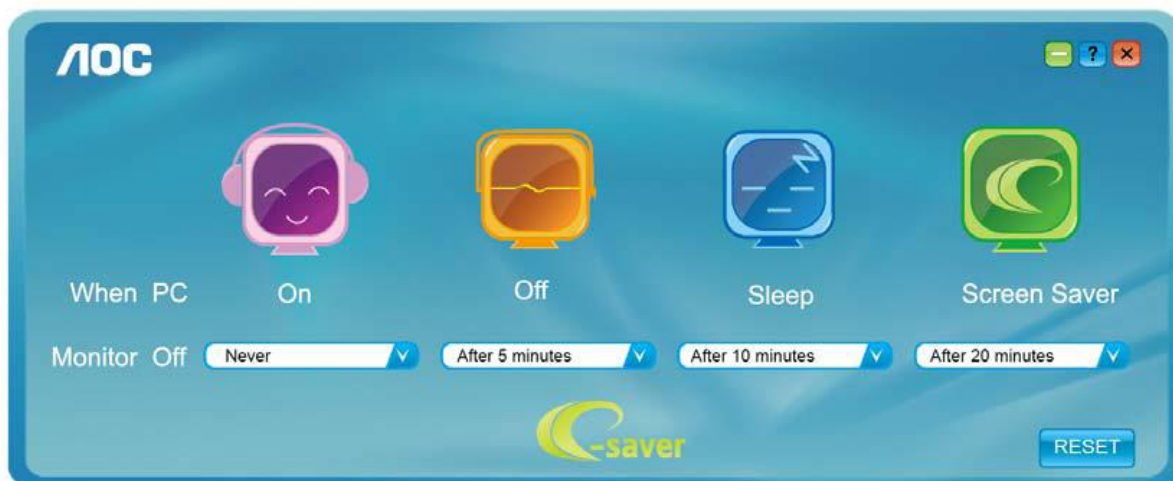 AOC
?
When PC On Off Sleep Screen Saver
Monitor Off Never After 5 minutes After 10 minutes After 20 minutes
e-saver
RESET